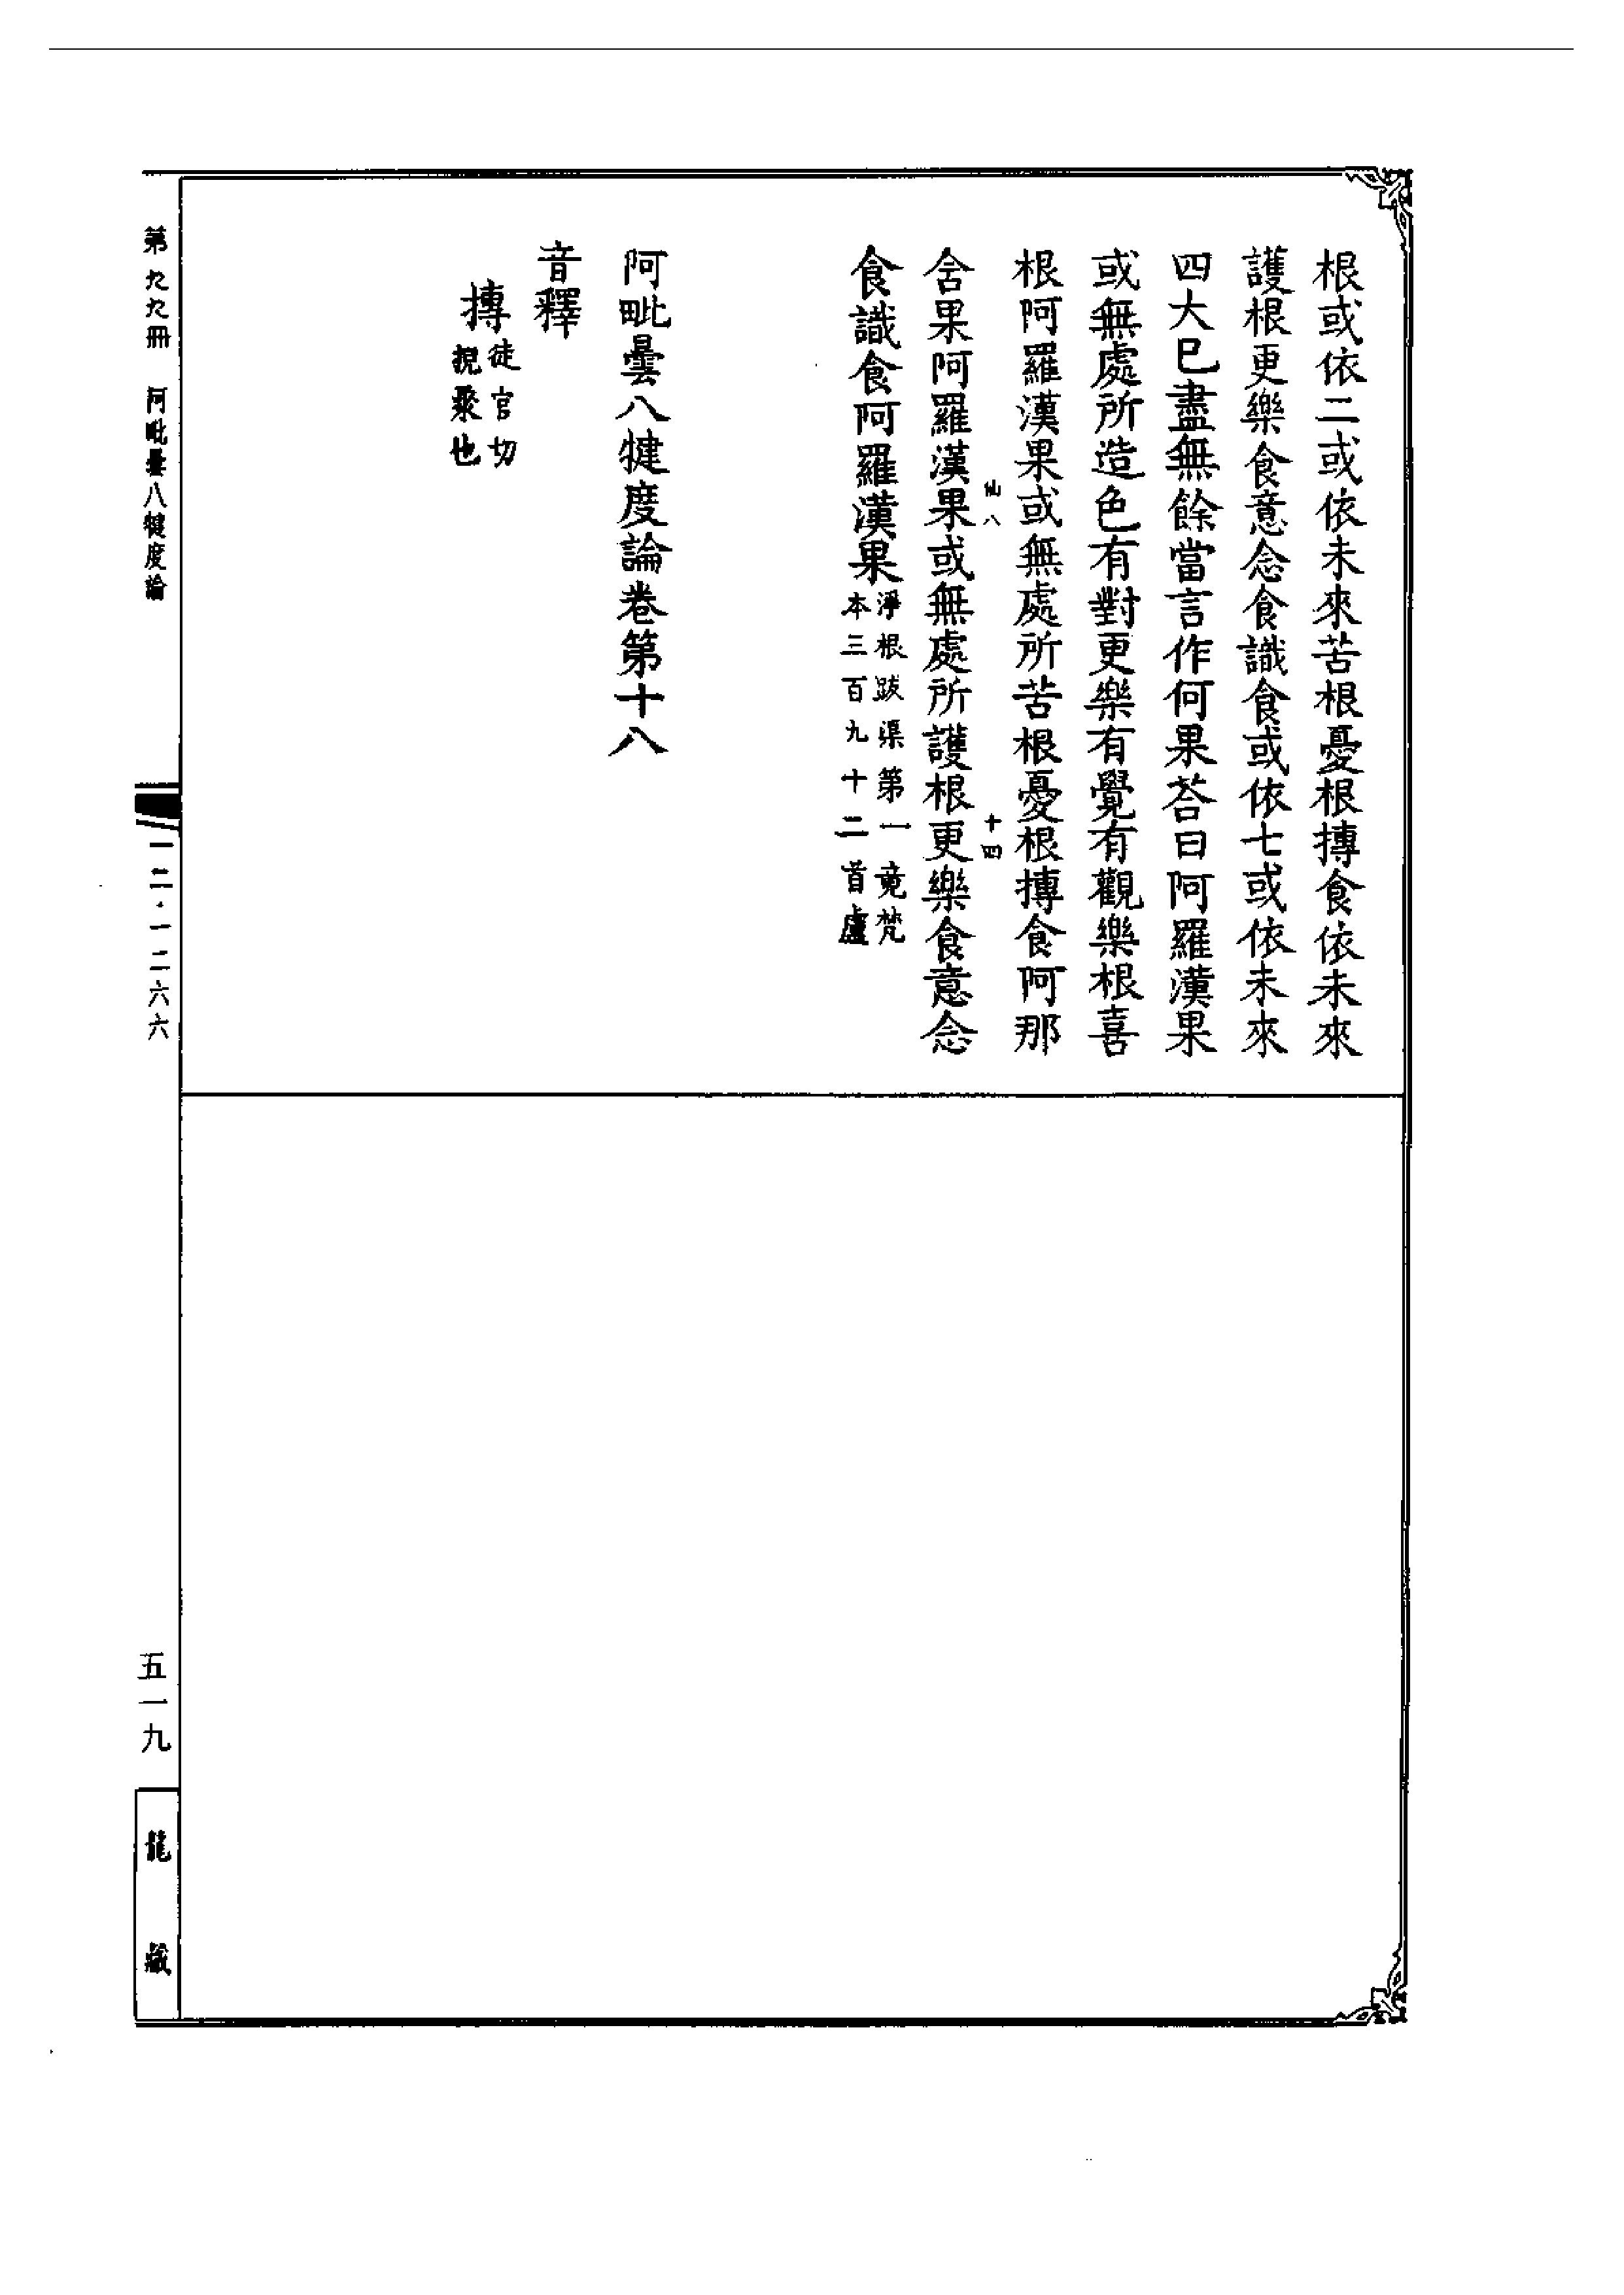 根或依二或依未來苦根憂根摶食依未來
護根更樂食意念食識食或依七或依未來
四大已盡無餘當言作何果荅曰阿羅漢果
或無處所造色有對更樂有覺有觀樂根喜
根阿羅漢果或無處所苦根憂根摶食阿那
仙八
十四
含果阿羅漢果或無處所護根更樂食意念
食識食阿羅漢果
淨根跋渠第一竟梵
本三百九十二首盧
阿毗曇八犍度論卷第十八
音釋
摶
徒官切
捉聚也
第九九冊 阿毗曇八犍度論
一二·一二六六
五一九
龍藏